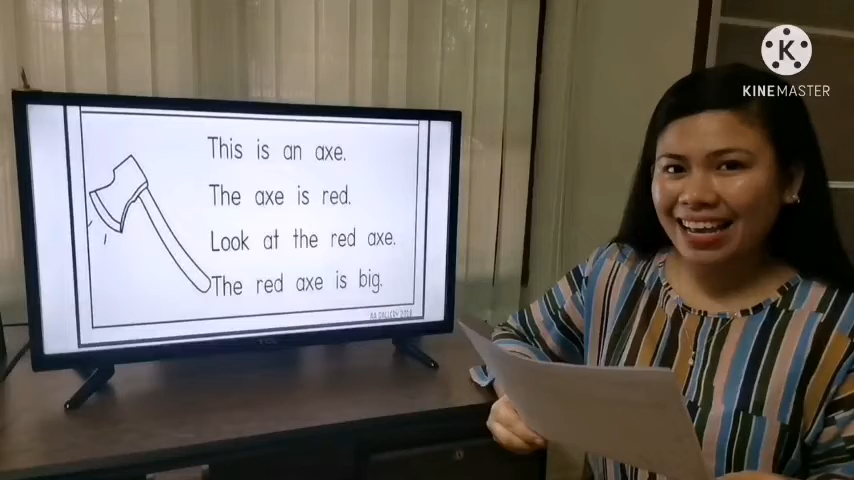 This is an axe.
The axe is red.
Look at the red axe.
The red axe is big.
K
KINEMASTER